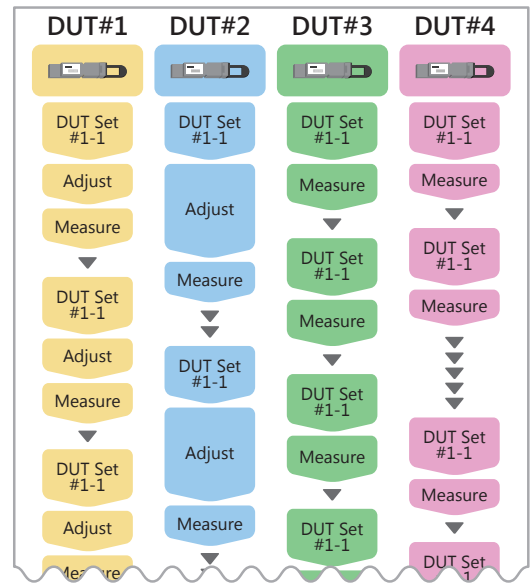 DUT#1
DUT Set
#1-1
Adjust
Measure
DUT Set
#1-1
Adjust
Measure
DUT Set
#1-1
Adjust
Measure
DUT#2
DUT Set
#1-1
Adjust
Measure
DUT Set
#1-1
Adjust
Measure
DUT#3
DUT Set
#1-1
Measure
DUT Set
#1-1
Measure
DUT Set
#1-1
Measure
DUT Set
#1-1
DUT#4
DUT Set
#1-1
Measure
DUT Set
#1-1
Measure
DUT Set
#1-1
Measure
DUT Set